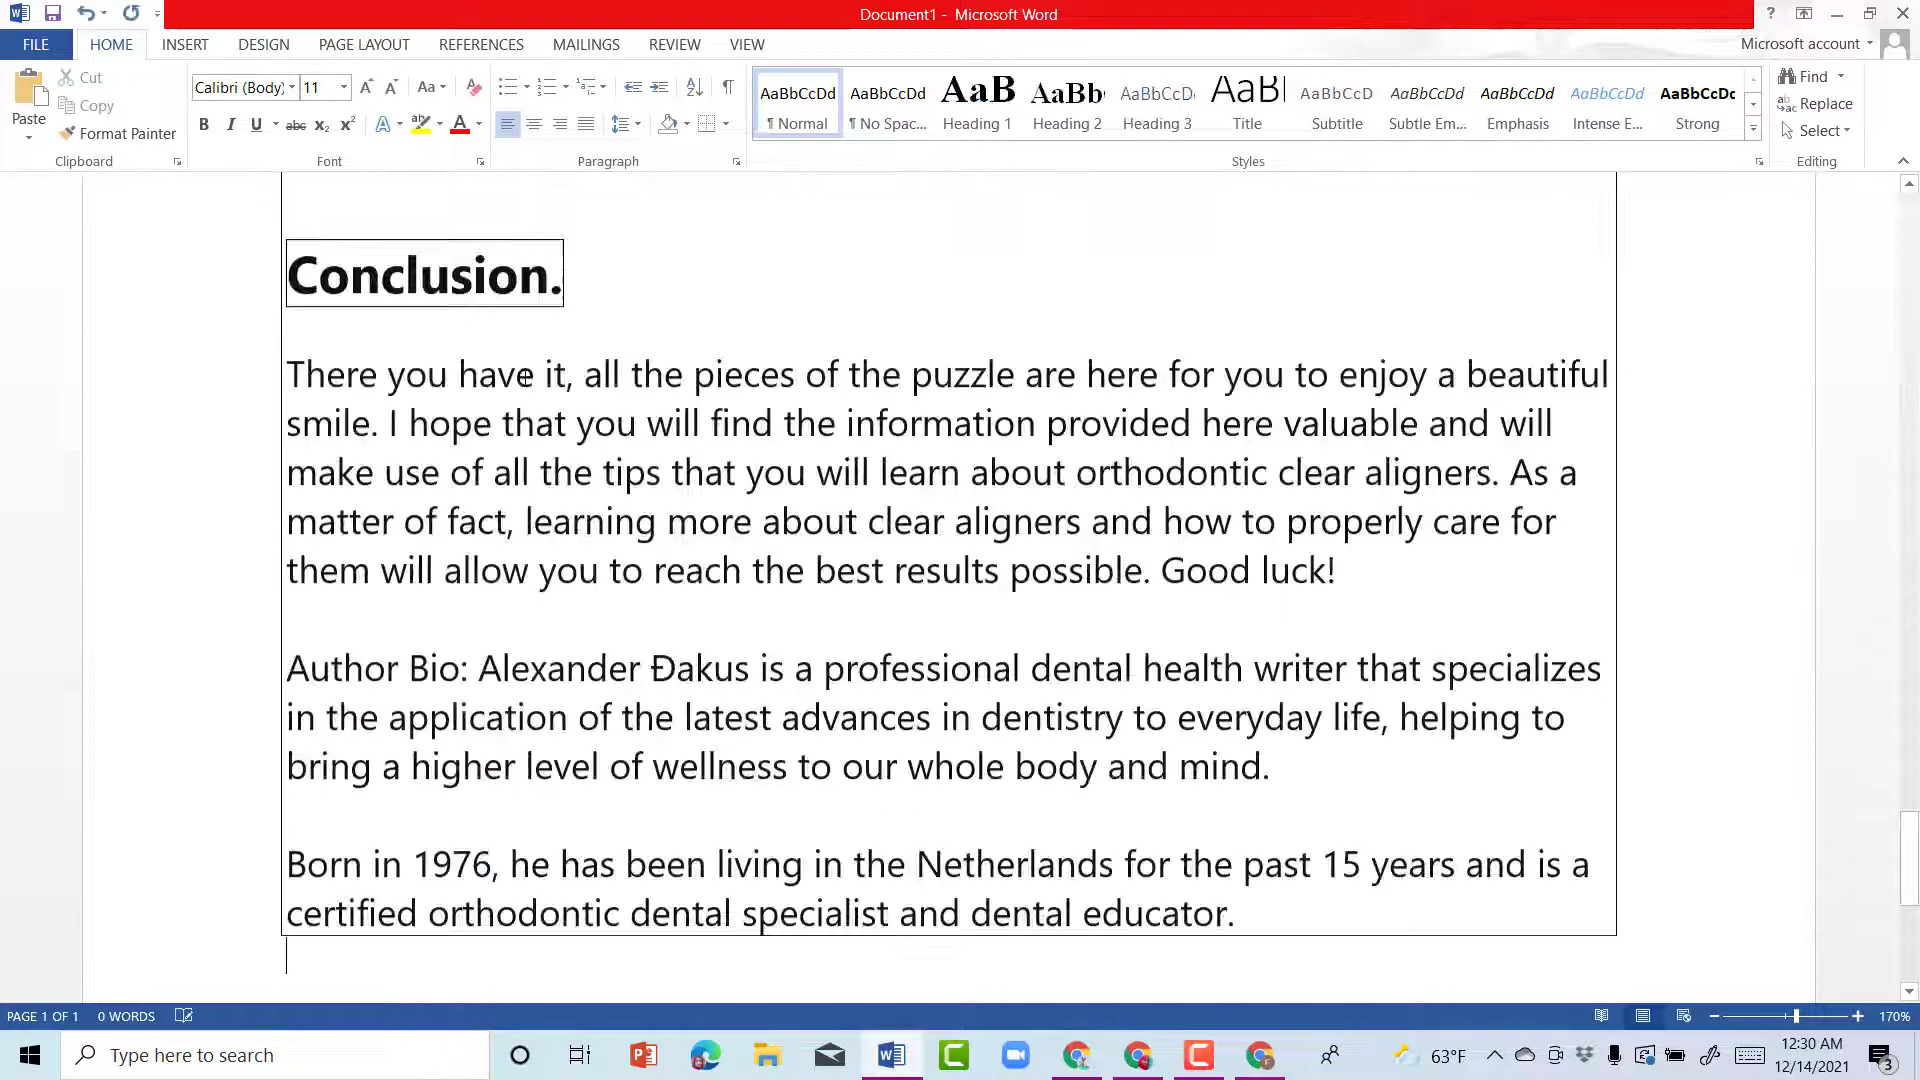 Document1 - Microsoft Word
FILE HOME INSERT DESIGN PAGE LAYOUT REFERENCES MAILINGS REVIEW VIEW Microsoft account
Paste Cut Copy Format Painter
Calibri (Body) 11
AaBbCcDd AaBbCcDd AaB AaBb AaBbCcD AaB AaBbCcD AaBbCcDd AaBbCcDd AaBbCcDd AaBbCcDc
¶ Normal ¶ No Spac... Heading 1 Heading 2 Heading 3 Title Subtitle Subtle Em... Emphasis Intense E... Strong
Find Replace Select
Clipboard Font Paragraph Styles Editing
Conclusion.
There you have it, all the pieces of the puzzle are here for you to enjoy a beautiful
smile. I hope that you will find the information provided here valuable and will
make use of all the tips that you will learn about orthodontic clear aligners. As a
matter of fact, learning more about clear aligners and how to properly care for
them will allow you to reach the best results possible. Good luck!
Author Bio: Alexander Đakus is a professional dental health writer that specializes
in the application of the latest advances in dentistry to everyday life, helping to
bring a higher level of wellness to our whole body and mind.
Born in 1976, he has been living in the Netherlands for the past 15 years and is a
certified orthodontic dental specialist and dental educator.
PAGE 1 OF 1 0 WORDS 170%
Type here to search 63°F 12:30 AM
12/14/2021 3